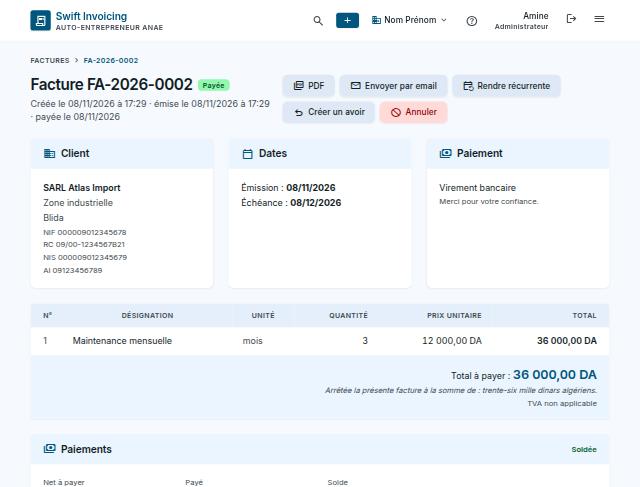 Swift Invoicing
AUTO-ENTREPRENEUR ANAE
Nom Prénom
Amine
Administrateur
FACTURES > FA-2026-0002
Facture FA-2026-0002 Payée
Créée le 08/11/2026 à 17:29 · émise le 08/11/2026 à 17:29
· payée le 08/11/2026
PDF
Envoyer par email
Rendre récurrente
Créer un avoir
Annuler
Client
SARL Atlas Import
Zone industrielle
Blida
NIF 000009012345678
RC 09/00-1234567B21
NIS 000009012345679
AI 09123456789
Dates
Émission : 08/11/2026
Échéance : 08/12/2026
Paiement
Virement bancaire
Merci pour votre confiance.
N° DÉSIGNATION UNITÉ QUANTITÉ PRIX UNITAIRE TOTAL
1 Maintenance mensuelle mois 3 12 000,00 DA 36 000,00 DA
Total à payer : 36 000,00 DA
Arrêtée la présente facture à la somme de : trente-six mille dinars algériens.
TVA non applicable
Paiements Soldée
Net à payer Payé Solde